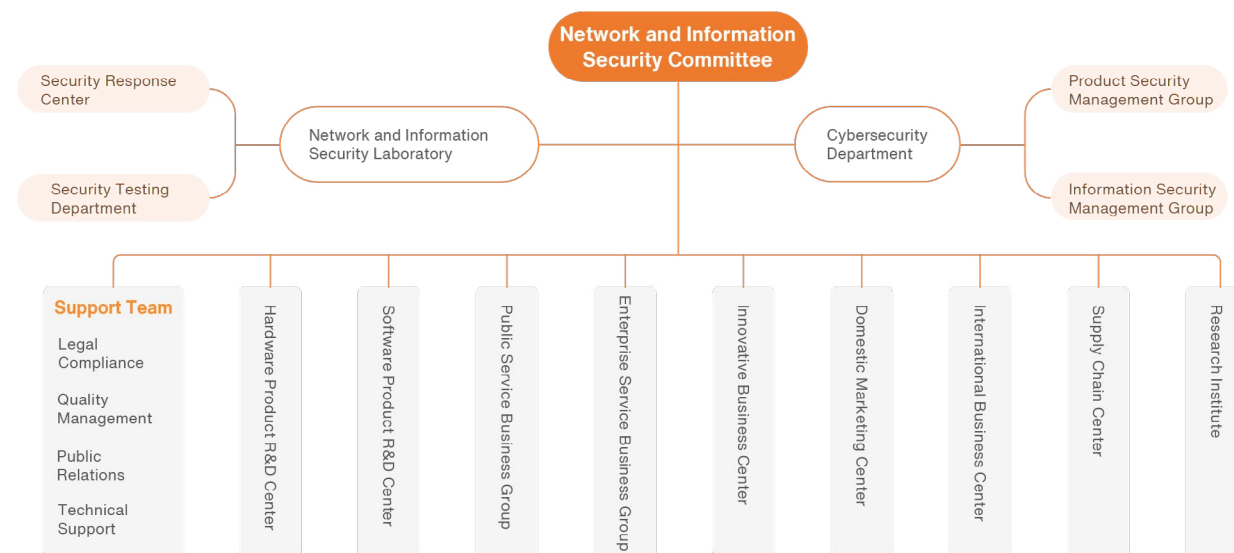 Network and Information
Security Committee
Security Response
Center
Security Testing
Department
Network and Information
Security Laboratory
Cybersecurity
Department
Product Security
Management Group
Information Security
Management Group
Support Team
Legal
Compliance
Quality
Management
Public
Relations
Technical
Support
Hardware Product R&D Center
Software Product R&D Center
Public Service Business Group
Enterprise Service Business Group
Innovative Business Center
Domestic Marketing Center
International Business Center
Supply Chain Center
Research Institute